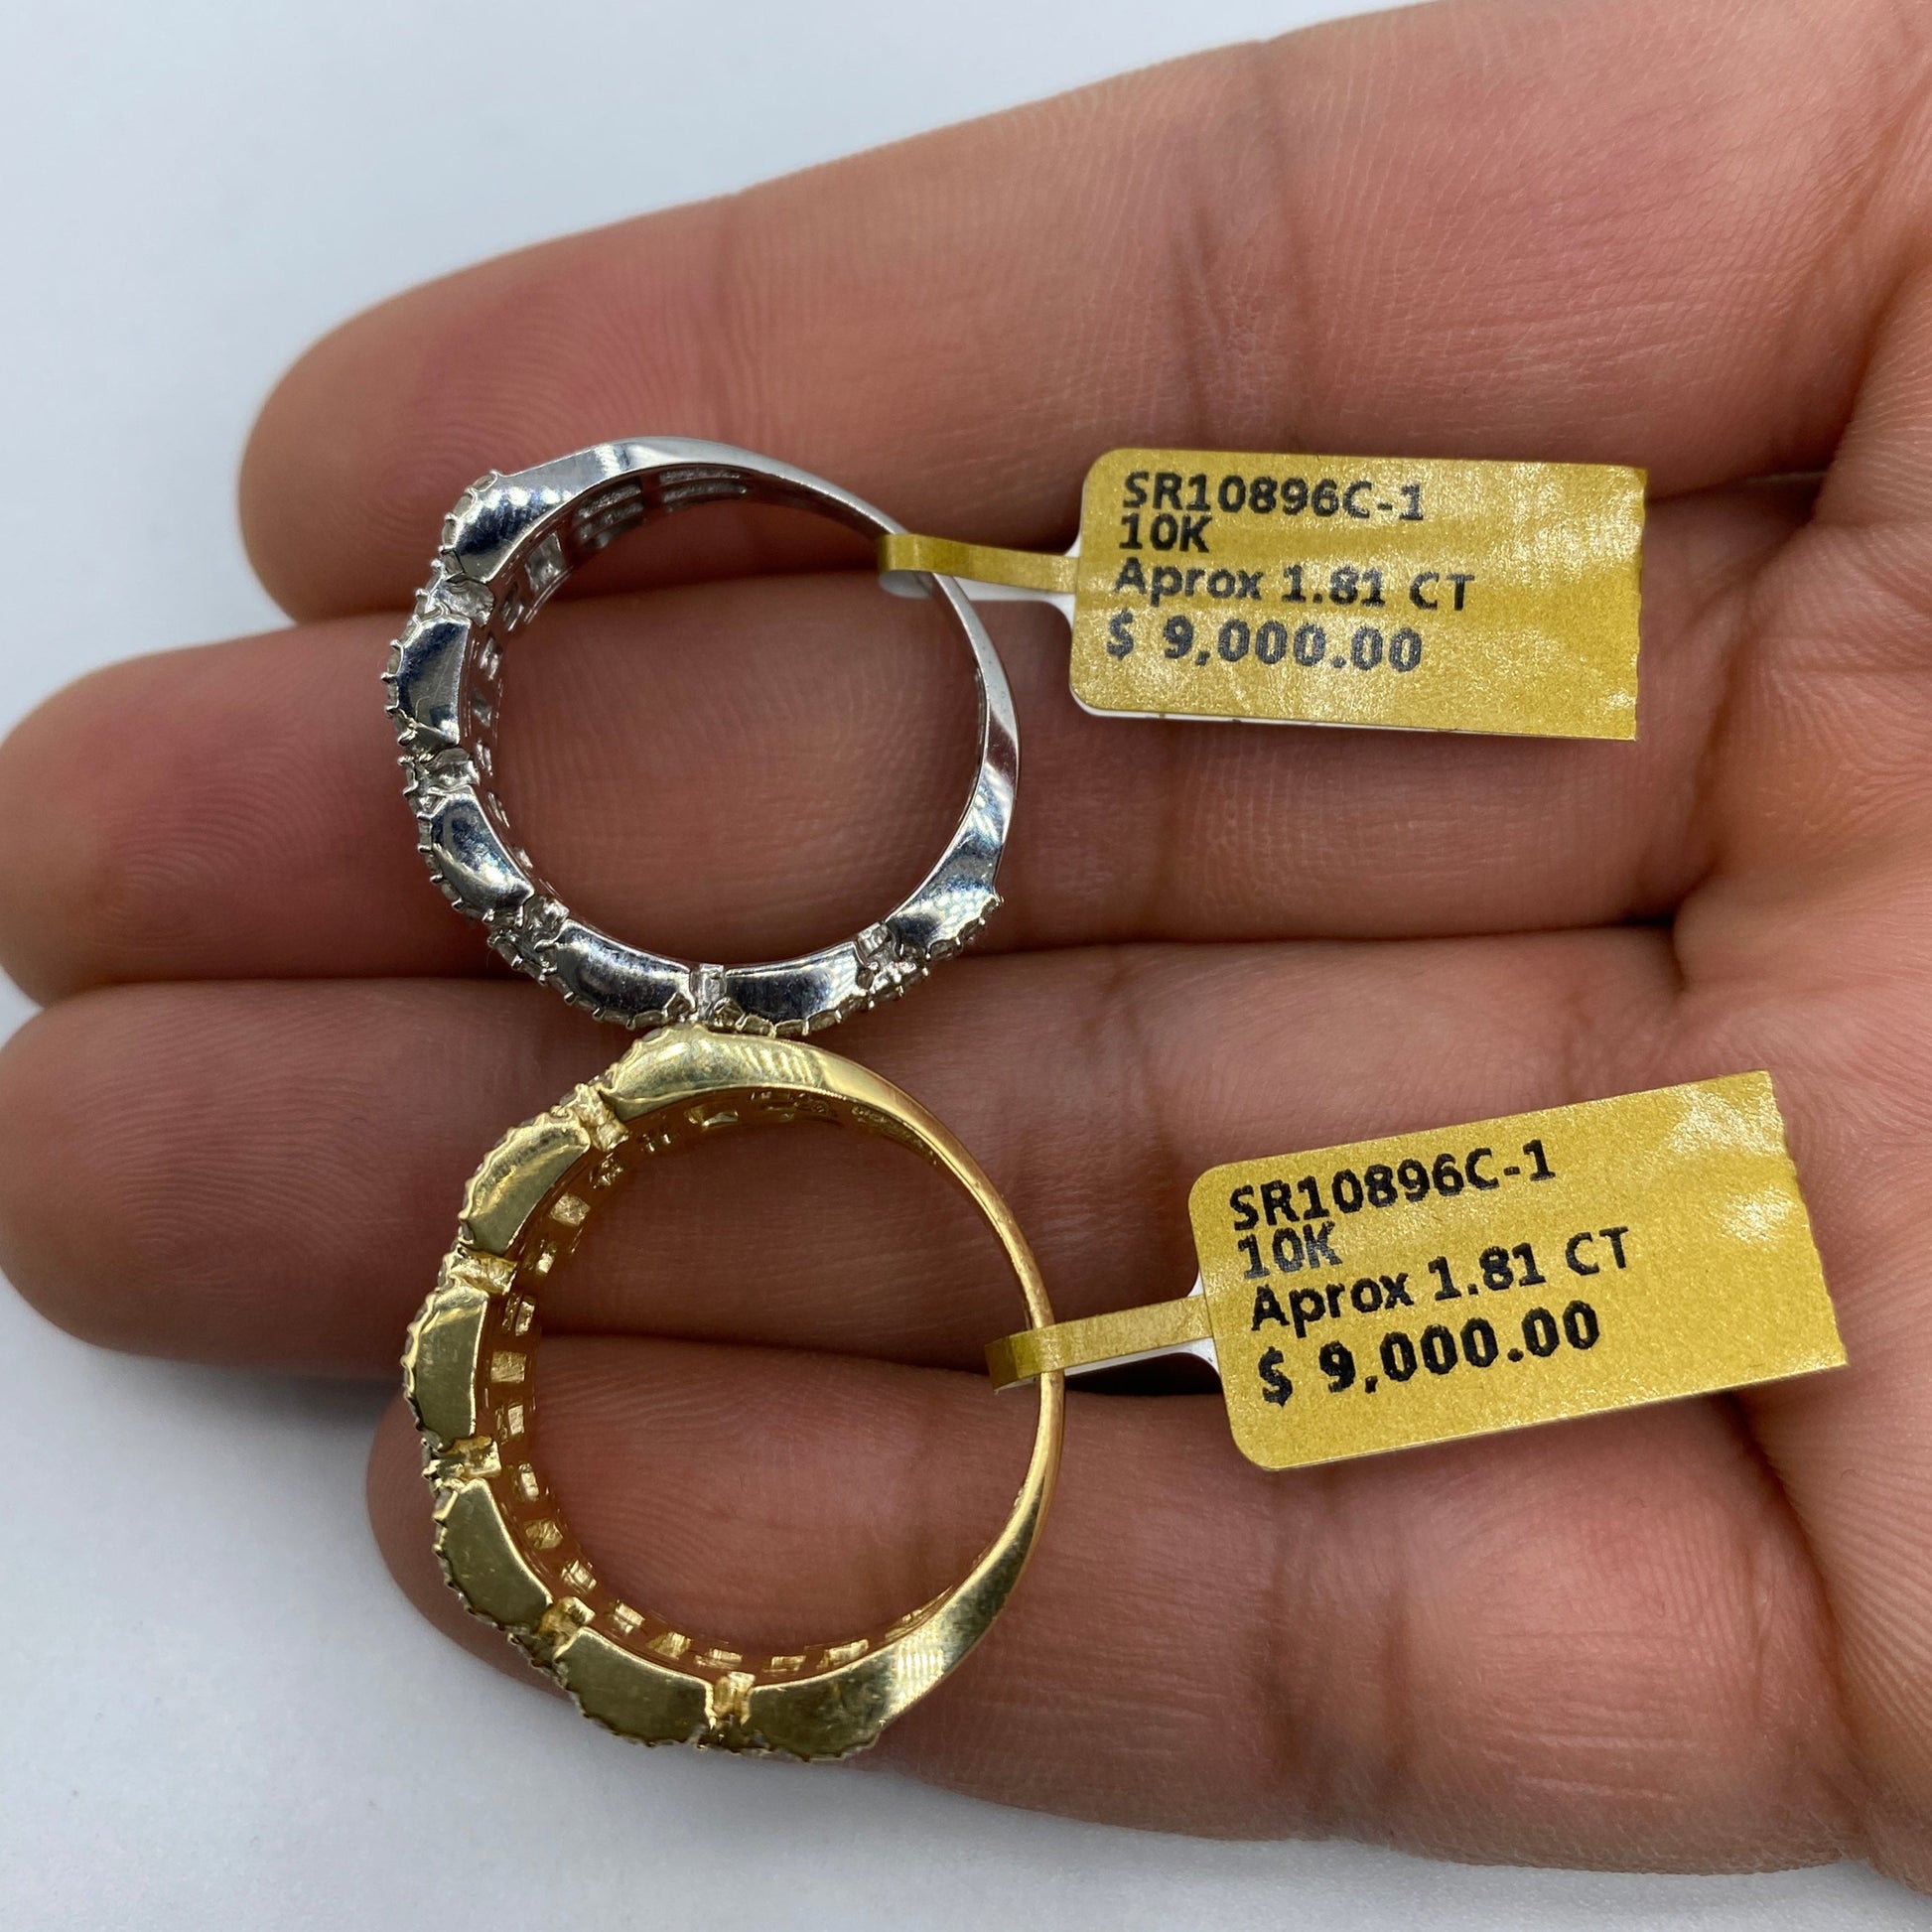 SR10896C-1
10K
Aprox 1.81 CT
$ 9,000.00
SR10896C-1
10K
Aprox 1.81 CT
$ 9,000.00